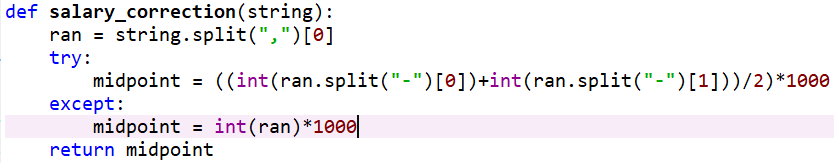 def salary_correction(string):
    ran = string.split(",")[0]
    try:
        midpoint = ((int(ran.split("-")[0])+int(ran.split("-")[1]))/2)*1000
    except:
        midpoint = int(ran)*1000
    return midpoint